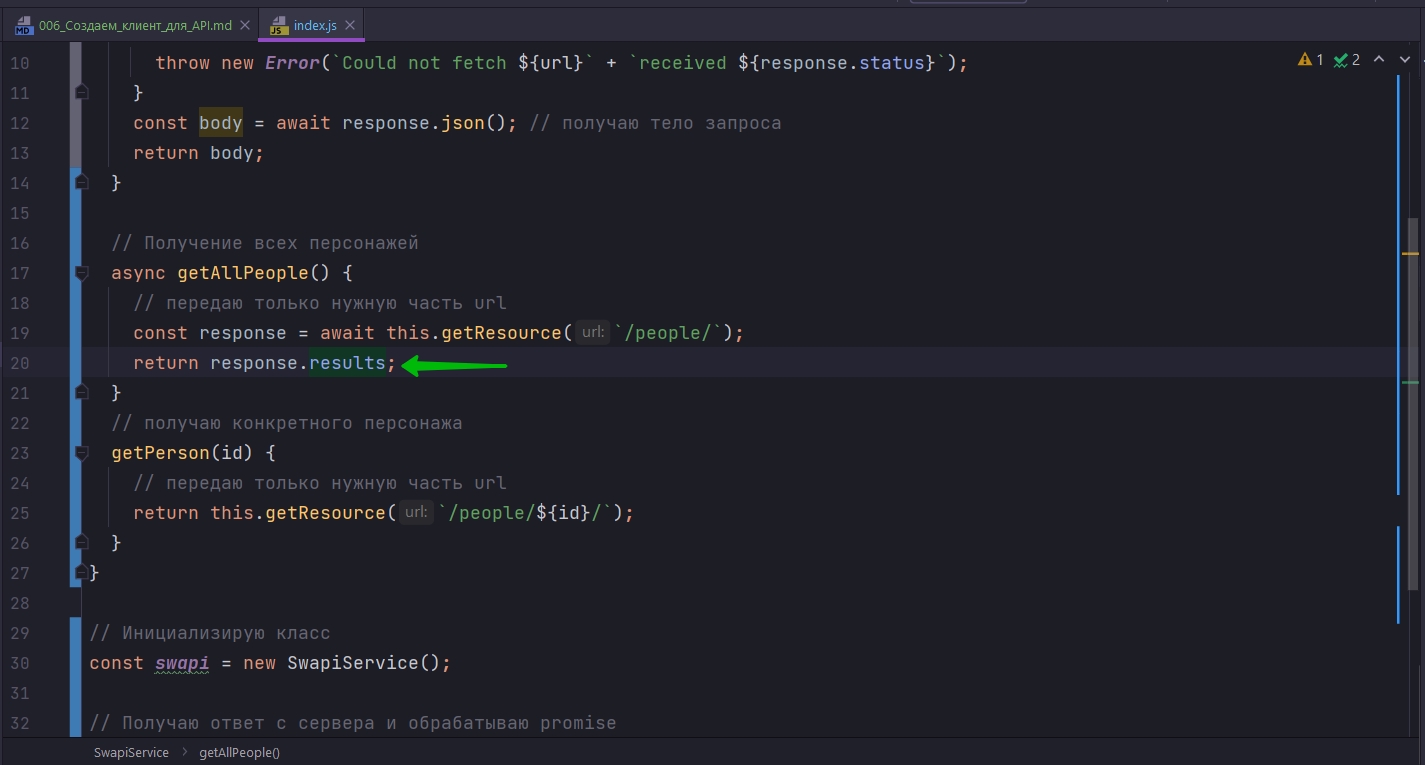 006_Создаем_клиент_для_API.md
index.js
10 throw new Error(`Could not fetch ${url}` + `received ${response.status}`);
1 2
11 }
12 const body = await response.json(); // получаю тело запроса
13 return body;
14 }
15
16 // Получение всех персонажей
17 async getAllPeople() {
18 // передаю только нужную часть url
19 const response = await this.getResource( url: `/people/`);
20 return response.results;
21 }
22 // получаю конкретного персонажа
23 getPerson(id) {
24 // передаю только нужную часть url
25 return this.getResource( url: `/people/${id}/`);
26 }
27 }
28
29 // Инициализирую класс
30 const swapi = new SwapiService();
31
32 // Получаю ответ с сервера и обрабатываю promise
SwapiService > getAllPeople()